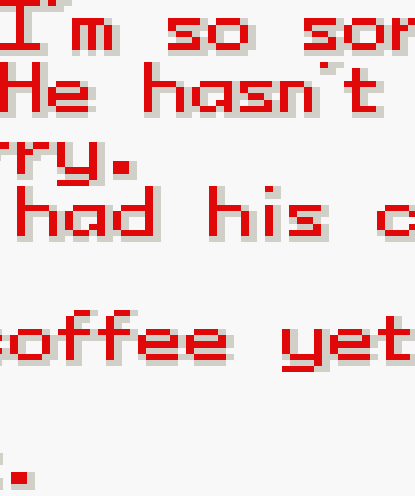 I'm so sor
He hasn't
rry.
had his c
coffee yet
.